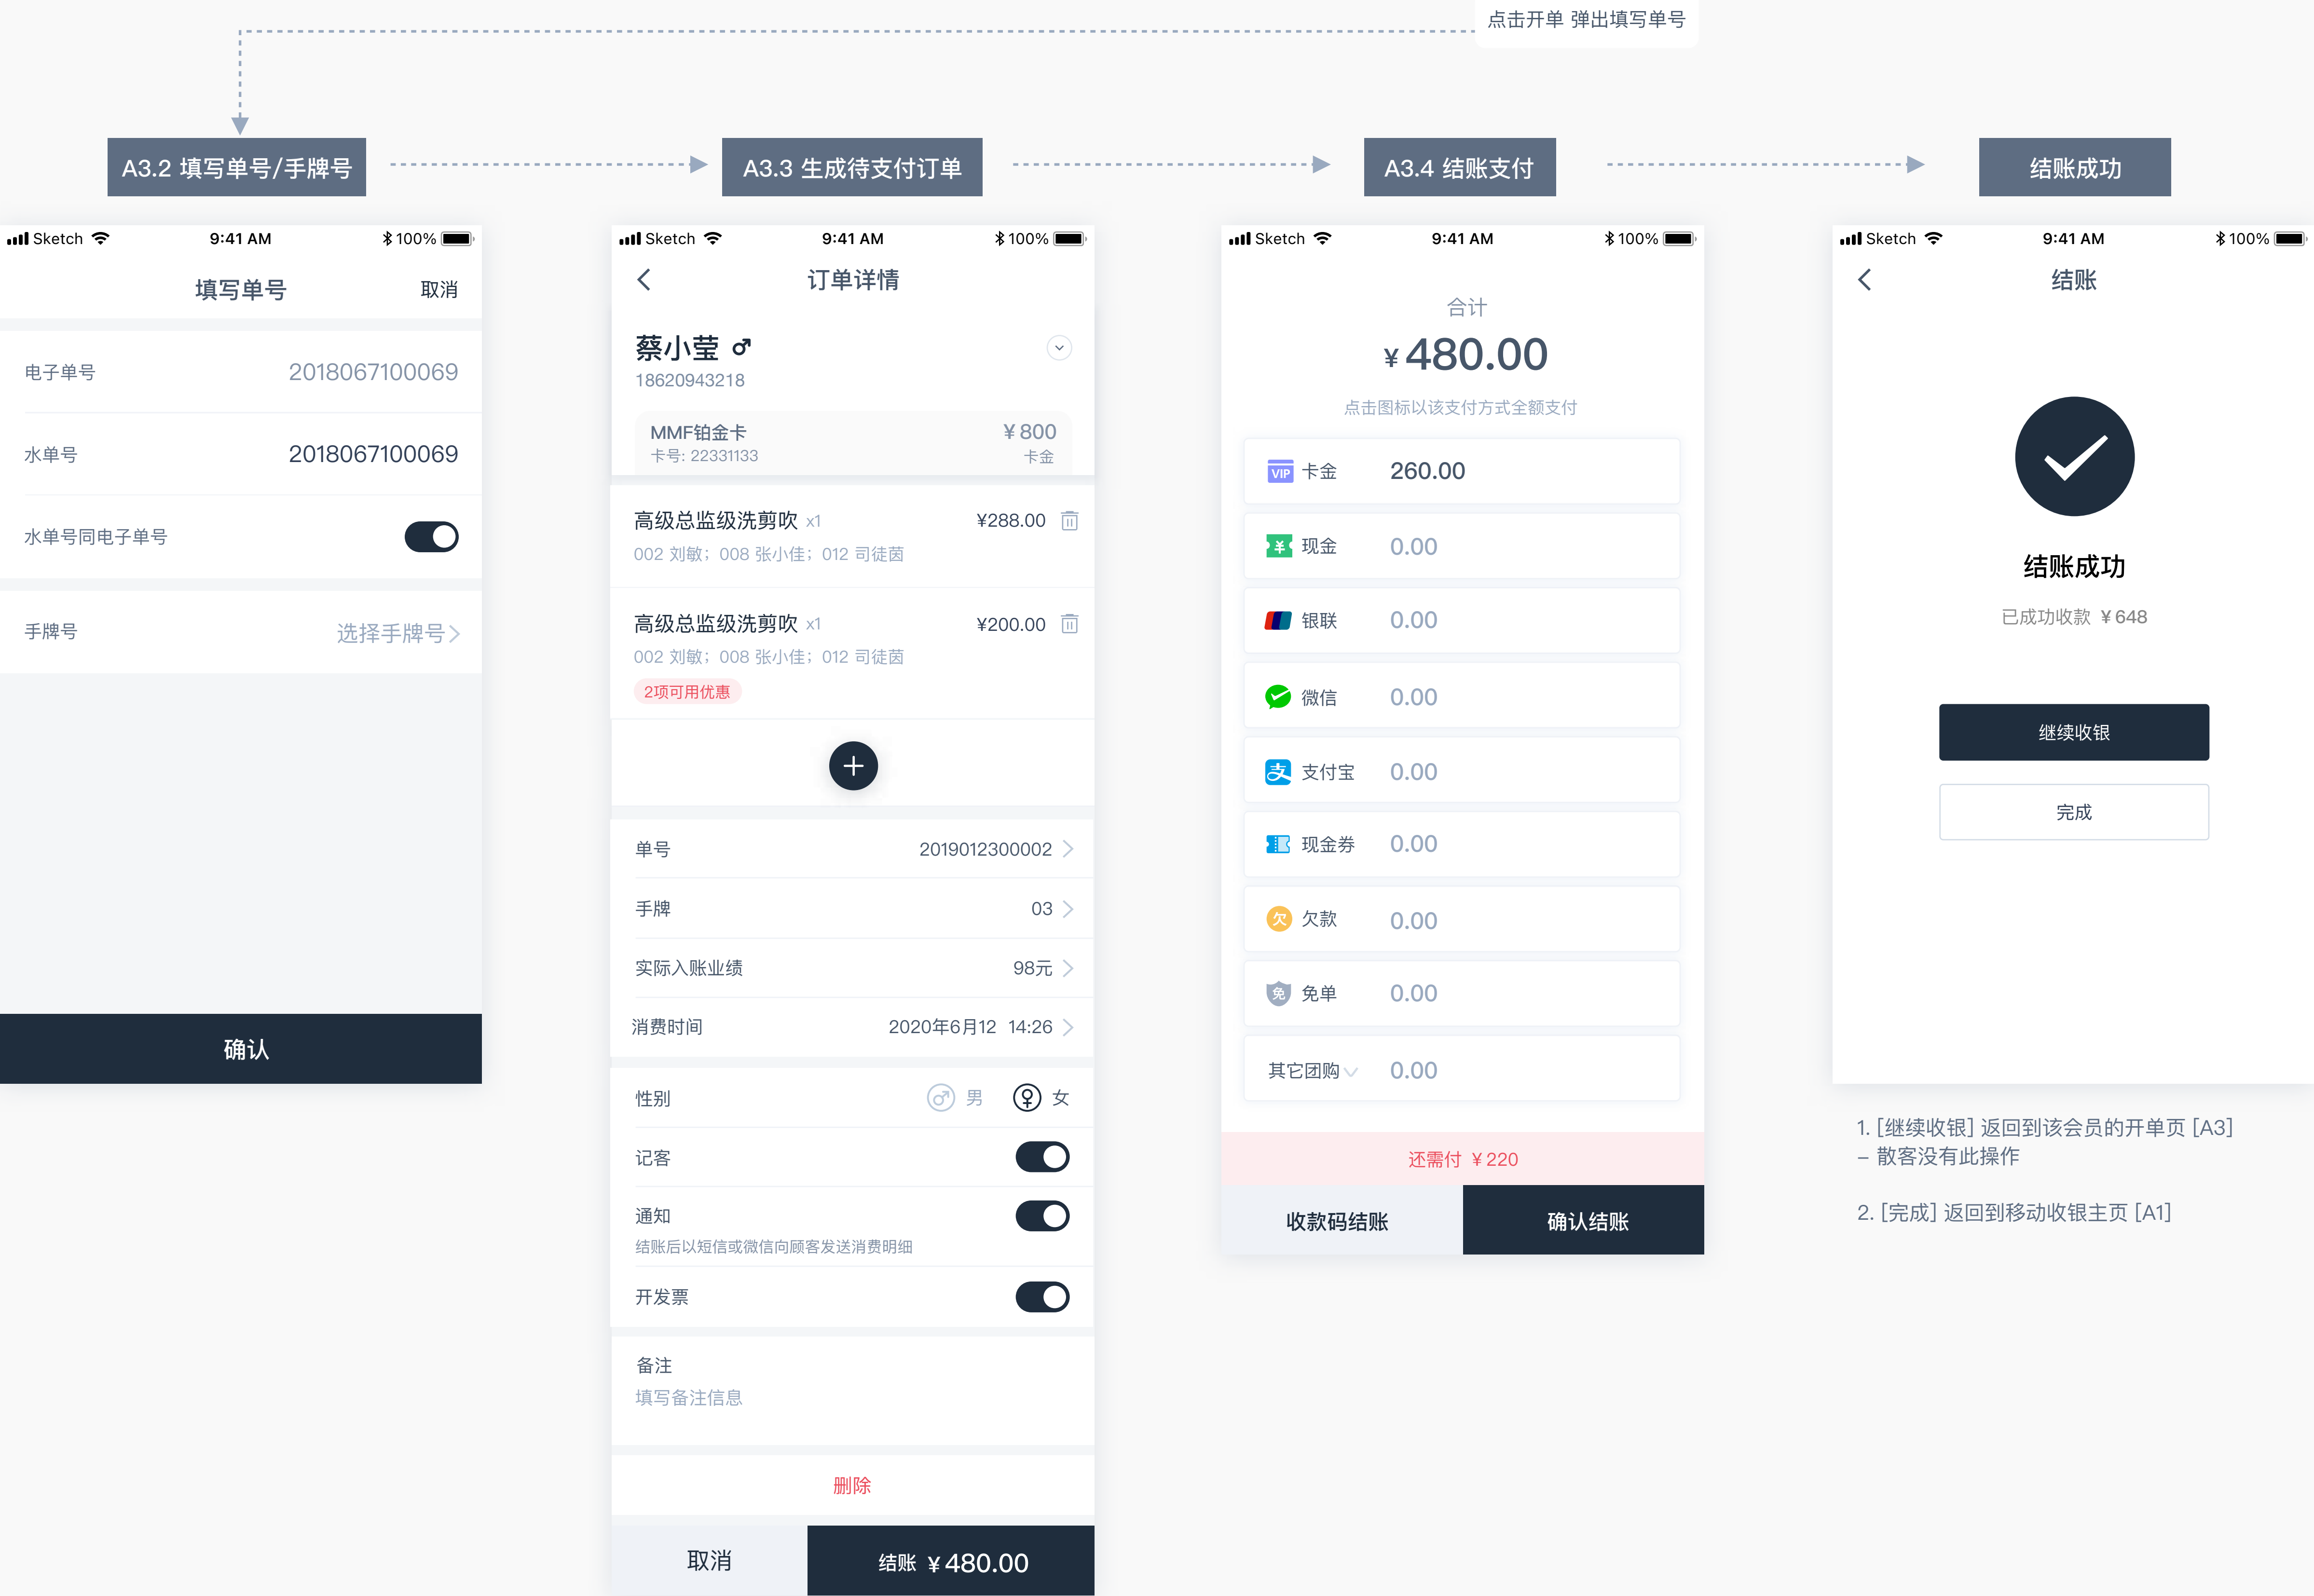 点击开单 弹出填写单号
A3.2 填写单号/手牌号
A3.3 生成待支付订单
A3.4 结账支付
结账成功
Sketch
9:41 AM
100%
填写单号
取消
电子单号
2018067100069
水单号
2018067100069
水单号同电子单号
手牌号
选择手牌号
确认
Sketch
9:41 AM
100%
订单详情
蔡小莹
18620943218
MMF铂金卡
¥800
卡号: 22331133
卡金
高级总监级洗剪吹 x1
¥288.00
002 刘敏；008 张小佳；012 司徒茵
高级总监级洗剪吹 x1
¥200.00
002 刘敏；008 张小佳；012 司徒茵
2项可用优惠
单号
2019012300002
手牌
03
实际入账业绩
98元
消费时间
2020年6月12 14:26
性别
男
女
记客
通知
结账后以短信或微信向顾客发送消费明细
开发票
备注
填写备注信息
删除
取消
结账 ¥480.00
Sketch
9:41 AM
100%
合计
¥480.00
点击图标以该支付方式全额支付
VIP 卡金
260.00
¥ 现金
0.00
银联
0.00
微信
0.00
支 支付宝
0.00
现金券
0.00
欠 欠款
0.00
免 免单
0.00
其它团购
0.00
还需付 ¥220
收款码结账
确认结账
Sketch
9:41 AM
100%
结账
结账成功
已成功收款 ¥648
继续收银
完成
1. [继续收银] 返回到该会员的开单页 [A3]
– 散客没有此操作
2. [完成] 返回到移动收银主页 [A1]